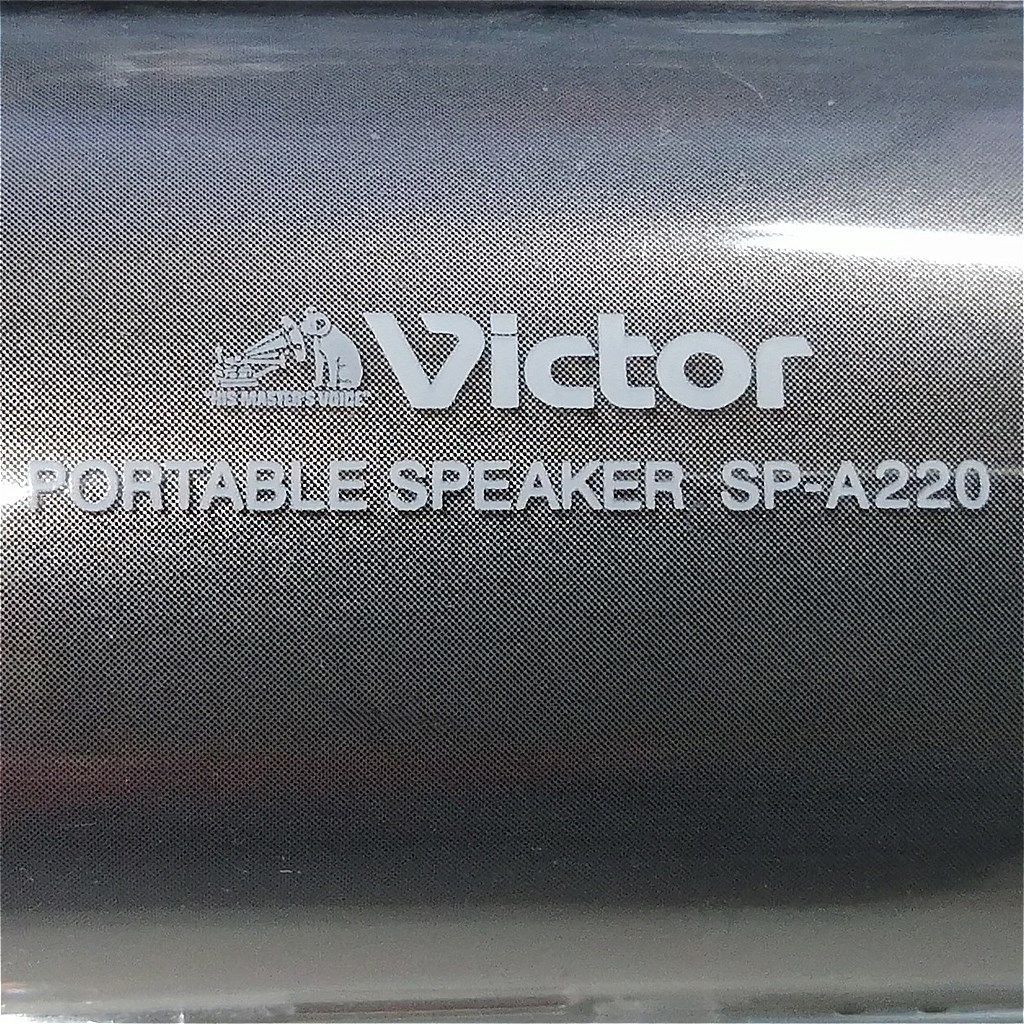 Victor
"HIS MASTER'S VOICE"
PORTABLE SPEAKER SP-A220